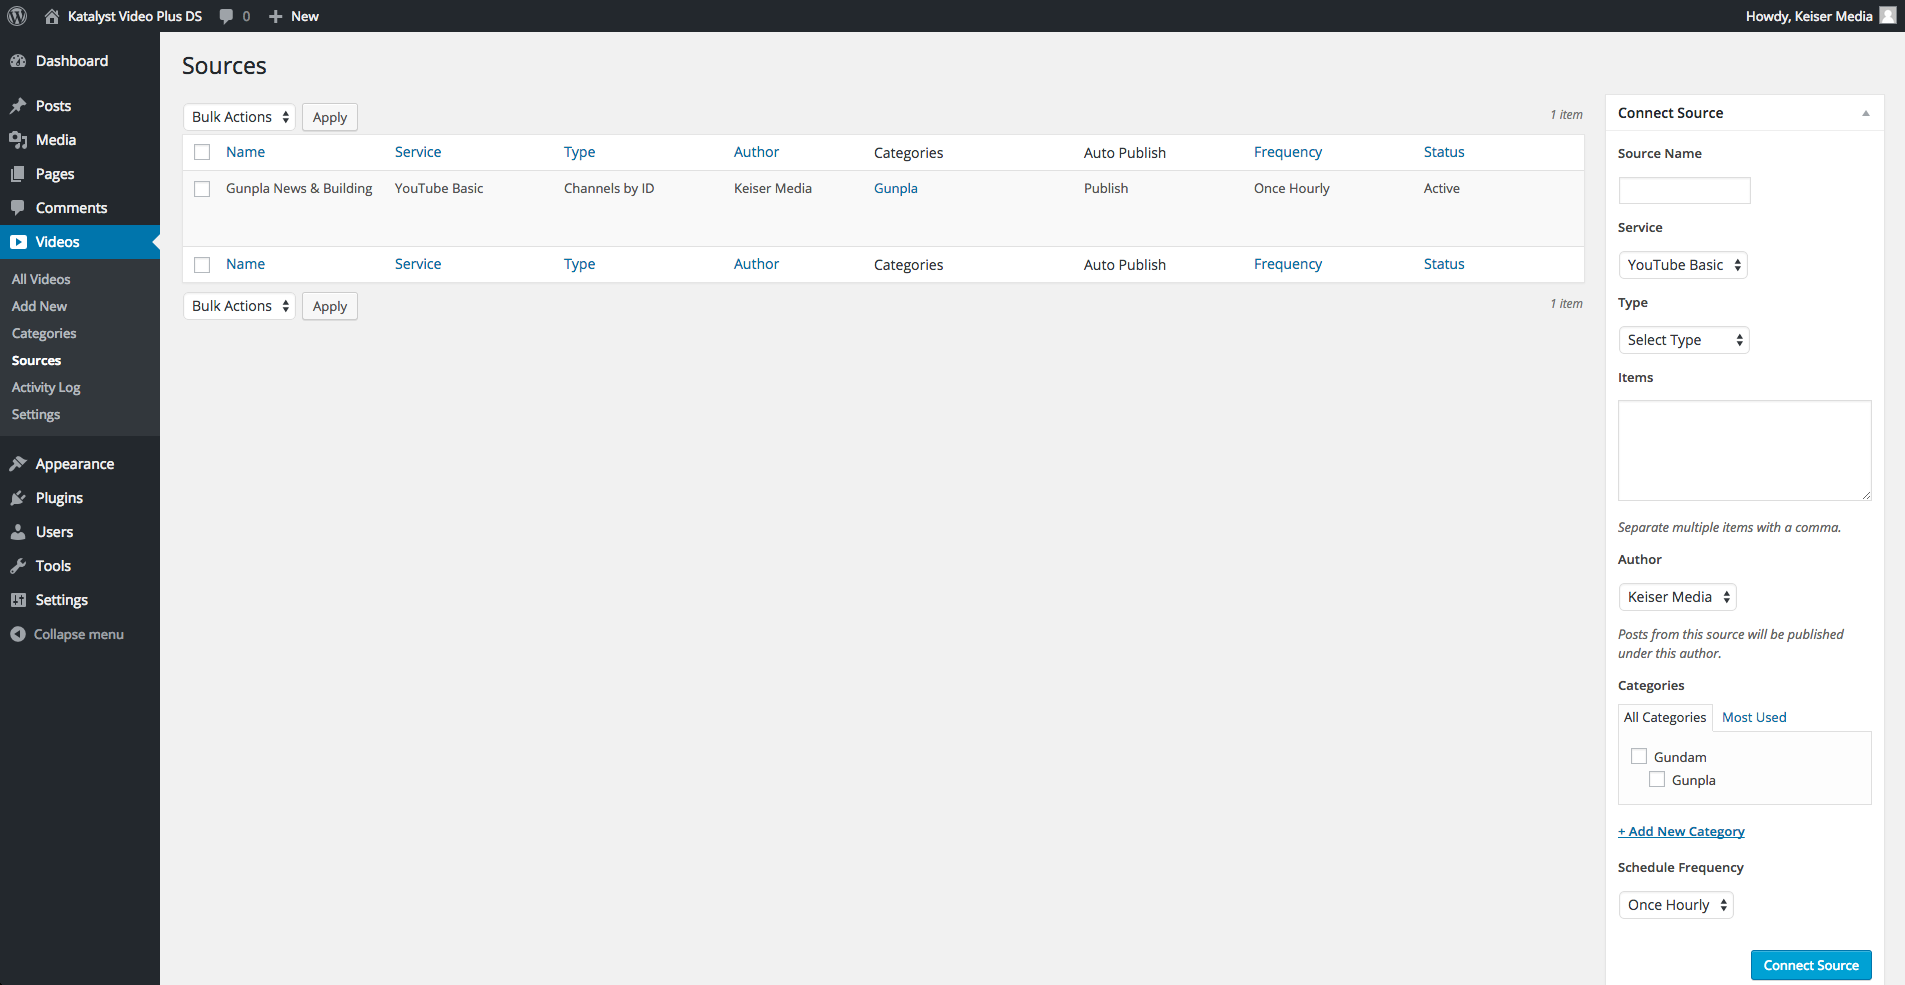 Katalyst Video Plus DS 0 New Howdy, Keiser Media
Dashboard
Posts
Media
Pages
Comments
Videos
All Videos
Add New
Categories
Sources
Activity Log
Settings
Appearance
Plugins
Users
Tools
Settings
Collapse menu
Sources
Bulk Actions Apply 1 item
Name Service Type Author Categories Auto Publish Frequency Status
Gunpla News & Building YouTube Basic Channels by ID Keiser Media Gunpla Publish Once Hourly Active
Name Service Type Author Categories Auto Publish Frequency Status
Bulk Actions Apply 1 item
Connect Source
Source Name
Service
YouTube Basic
Type
Select Type
Items
Separate multiple items with a comma.
Author
Keiser Media
Posts from this source will be published
under this author.
Categories
All Categories Most Used
Gundam
Gunpla
+ Add New Category
Schedule Frequency
Once Hourly
Connect Source